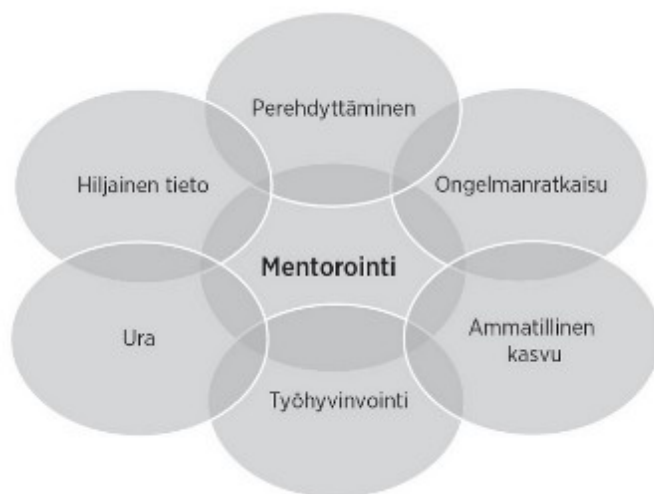 Perehdyttäminen
Hiljainen tieto
Ongelmanratkaisu
Mentorointi
Ura
Ammatillinen
kasvu
Työhyvinvointi